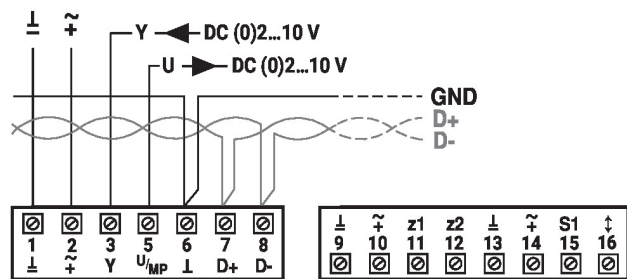 ⊥ ~
Y DC (0)2...10 V
U DC (0)2...10 V
GND
D+
D-
1 2 3 5 6 7 8
⊥ ~ Y U/MP ⊥ D+ D-
⊥ ~ z1 z2 ⊥ ~ S1 ↕
9 10 11 12 13 14 15 16